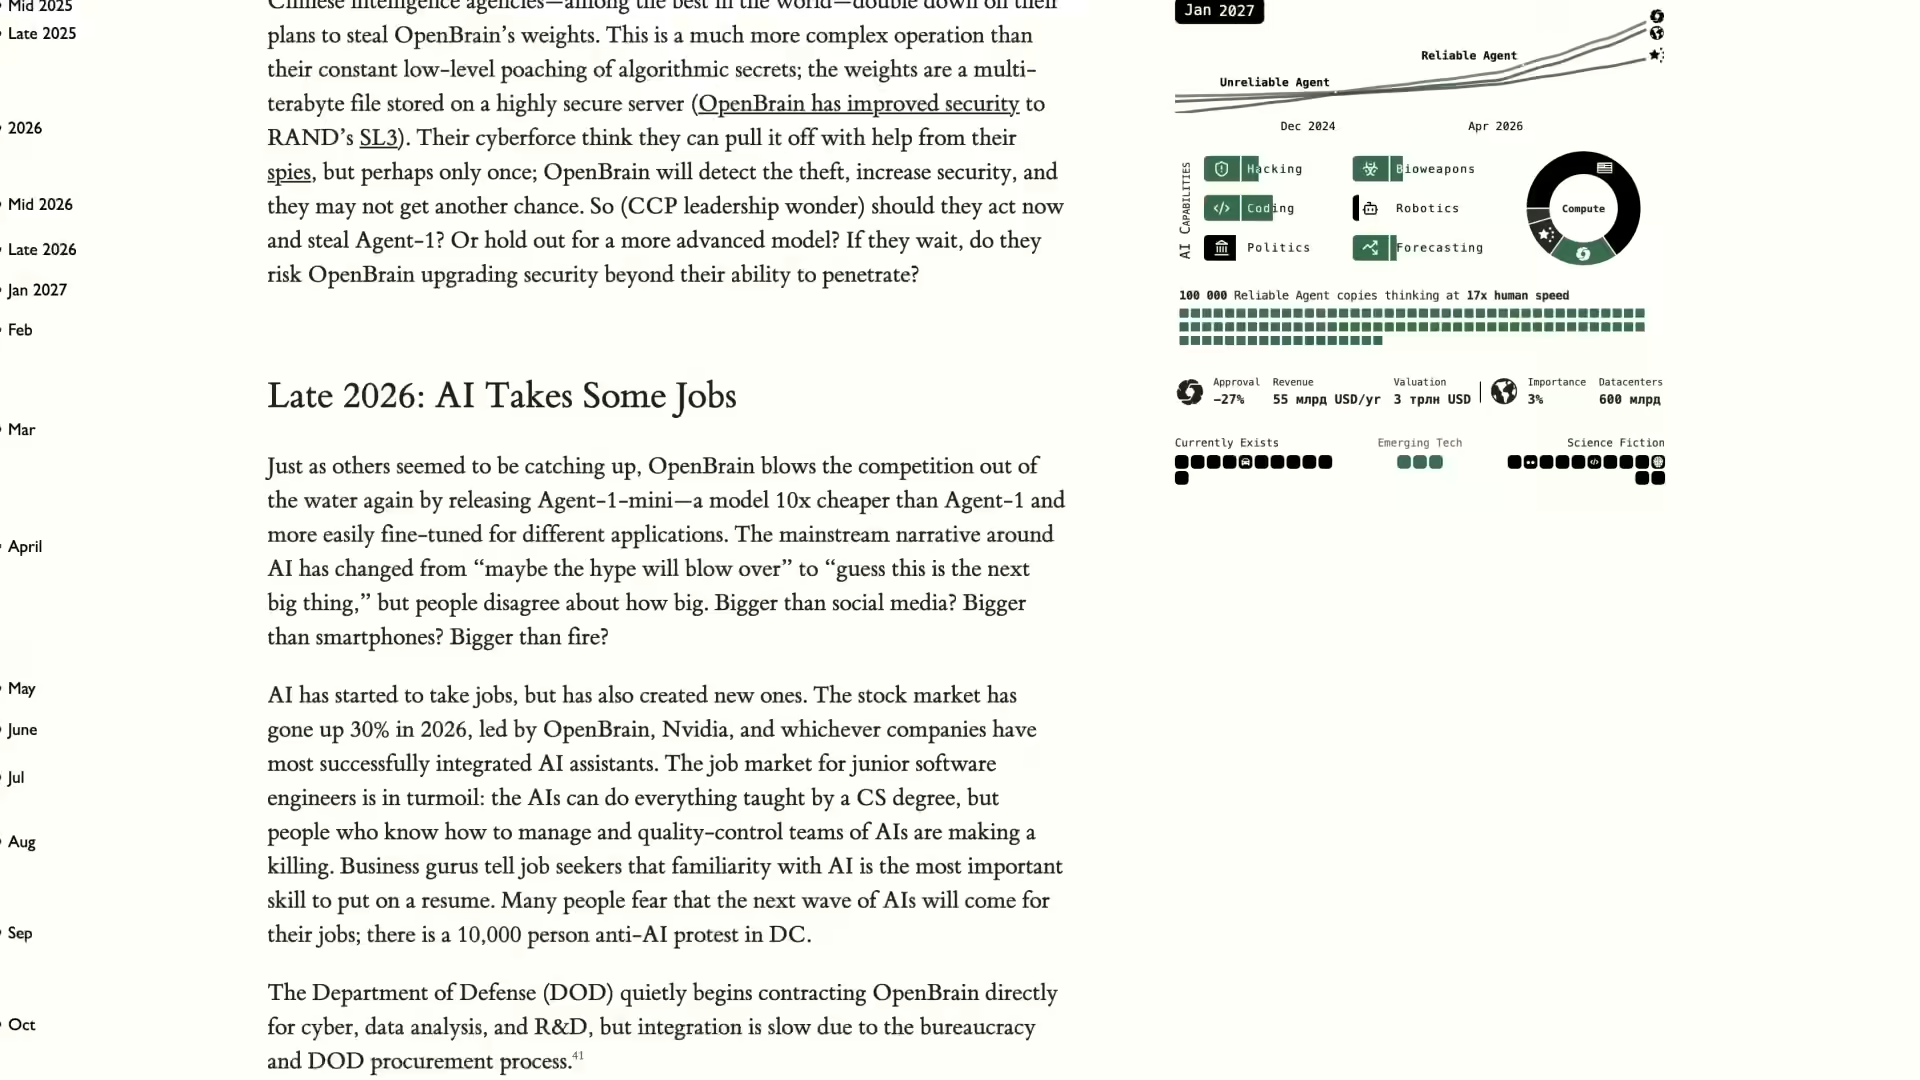 Mid 2025
Late 2025
2026
Mid 2026
Late 2026
Jan 2027
Feb
Mar
April
May
June
Jul
Aug
Sep
Oct
Chinese intelligence agencies—among the best in the world—double down on their
plans to steal OpenBrain’s weights. This is a much more complex operation than
their constant low-level poaching of algorithmic secrets; the weights are a multi-
terabyte file stored on a highly secure server (OpenBrain has improved security to
RAND’s SL3). Their cyberforce think they can pull it off with help from their
spies, but perhaps only once; OpenBrain will detect the theft, increase security, and
they may not get another chance. So (CCP leadership wonder) should they act now
and steal Agent-1? Or hold out for a more advanced model? If they wait, do they
risk OpenBrain upgrading security beyond their ability to penetrate?
Late 2026: AI Takes Some Jobs
Just as others seemed to be catching up, OpenBrain blows the competition out of
the water again by releasing Agent-1-mini—a model 10x cheaper than Agent-1 and
more easily fine-tuned for different applications. The mainstream narrative around
AI has changed from “maybe the hype will blow over” to “guess this is the next
big thing,” but people disagree about how big. Bigger than social media? Bigger
than smartphones? Bigger than fire?
AI has started to take jobs, but has also created new ones. The stock market has
gone up 30% in 2026, led by OpenBrain, Nvidia, and whichever companies have
most successfully integrated AI assistants. The job market for junior software
engineers is in turmoil: the AIs can do everything taught by a CS degree, but
people who know how to manage and quality-control teams of AIs are making a
killing. Business gurus tell job seekers that familiarity with AI is the most important
skill to put on a resume. Many people fear that the next wave of AIs will come for
their jobs; there is a 10,000 person anti-AI protest in DC.
The Department of Defense (DOD) quietly begins contracting OpenBrain directly
for cyber, data analysis, and R&D, but integration is slow due to the bureaucracy
and DOD procurement process.41
Jan 2027
Reliable Agent
Unreliable Agent
Dec 2024 Apr 2026
AI CAPABILITIES
Hacking Bioweapons
Coding Robotics
Politics Forecasting
Compute
100 000 Reliable Agent copies thinking at 17x human speed
Approval Revenue Valuation Importance Datacenters
−27% 55 млрд USD/yr 3 трлн USD 3% 600 млрд
Currently Exists Emerging Tech Science Fiction